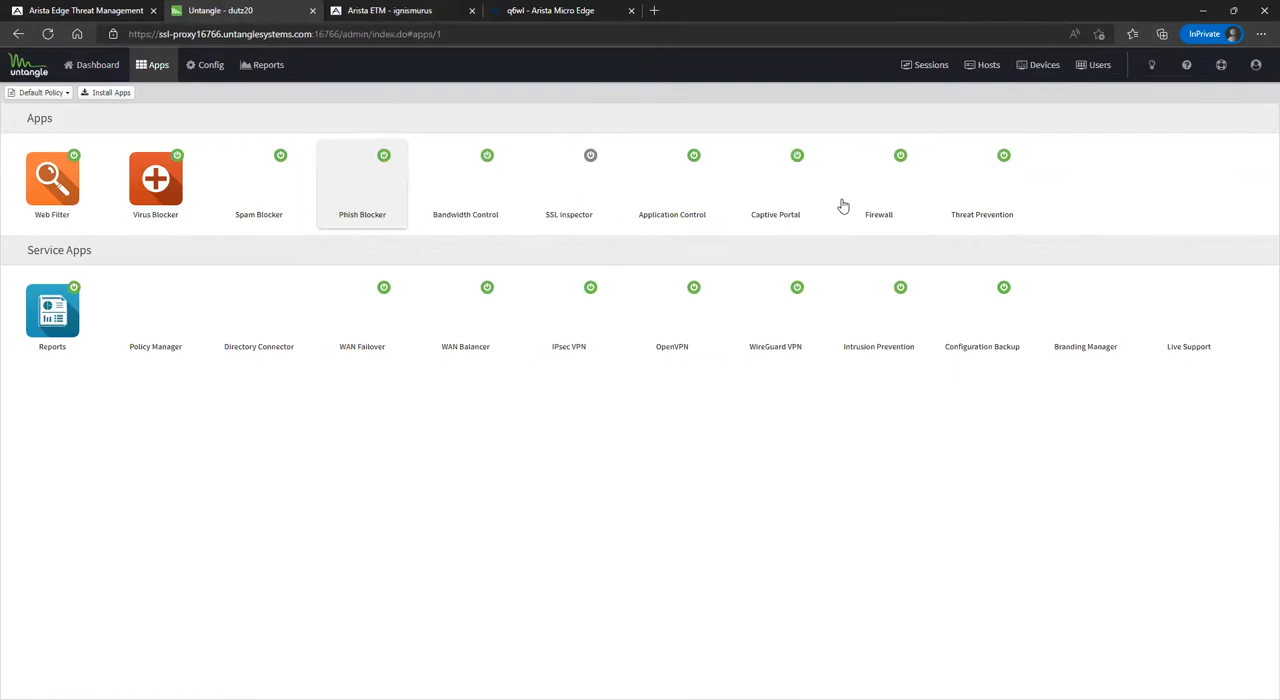 Arista Edge Threat Management
Untangle - dutz20
Arista ETM - ignismurus
q6wl - Arista Micro Edge
https://ssl-proxy16766.untanglesystems.com:16766/admin/index.do#apps/1
InPrivate
untangle
Dashboard
Apps
Config
Reports
Sessions
Hosts
Devices
Users
Default Policy
Install Apps
Apps
Web Filter
Virus Blocker
Spam Blocker
Phish Blocker
Bandwidth Control
SSL Inspector
Application Control
Captive Portal
Firewall
Threat Prevention
Service Apps
Reports
Policy Manager
Directory Connector
WAN Failover
WAN Balancer
IPsec VPN
OpenVPN
WireGuard VPN
Intrusion Prevention
Configuration Backup
Branding Manager
Live Support